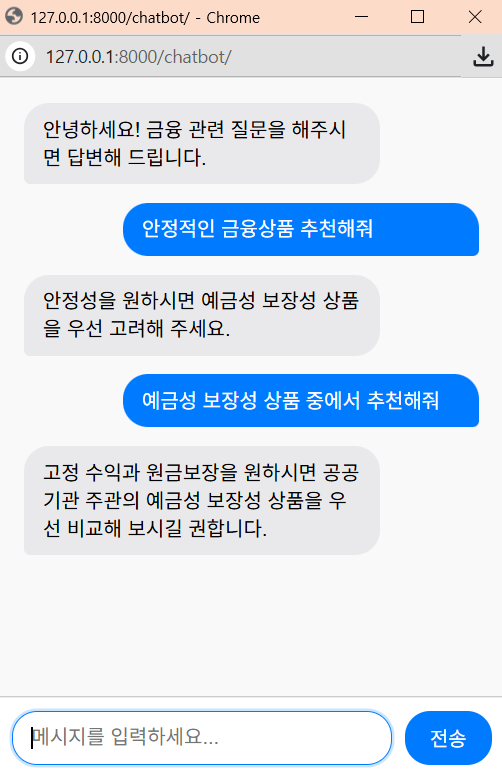 127.0.0.1:8000/chatbot/ - Chrome
127.0.0.1:8000/chatbot/
안녕하세요! 금융 관련 질문을 해주시
면 답변해 드립니다.
안정적인 금융상품 추천해줘
안정성을 원하시면 예금성 보장성 상품
을 우선 고려해 주세요.
예금성 보장성 상품 중에서 추천해줘
고정 수익과 원금보장을 원하시면 공공
기관 주관의 예금성 보장성 상품을 우
선 비교해 보시길 권합니다.
메시지를 입력하세요...
전송